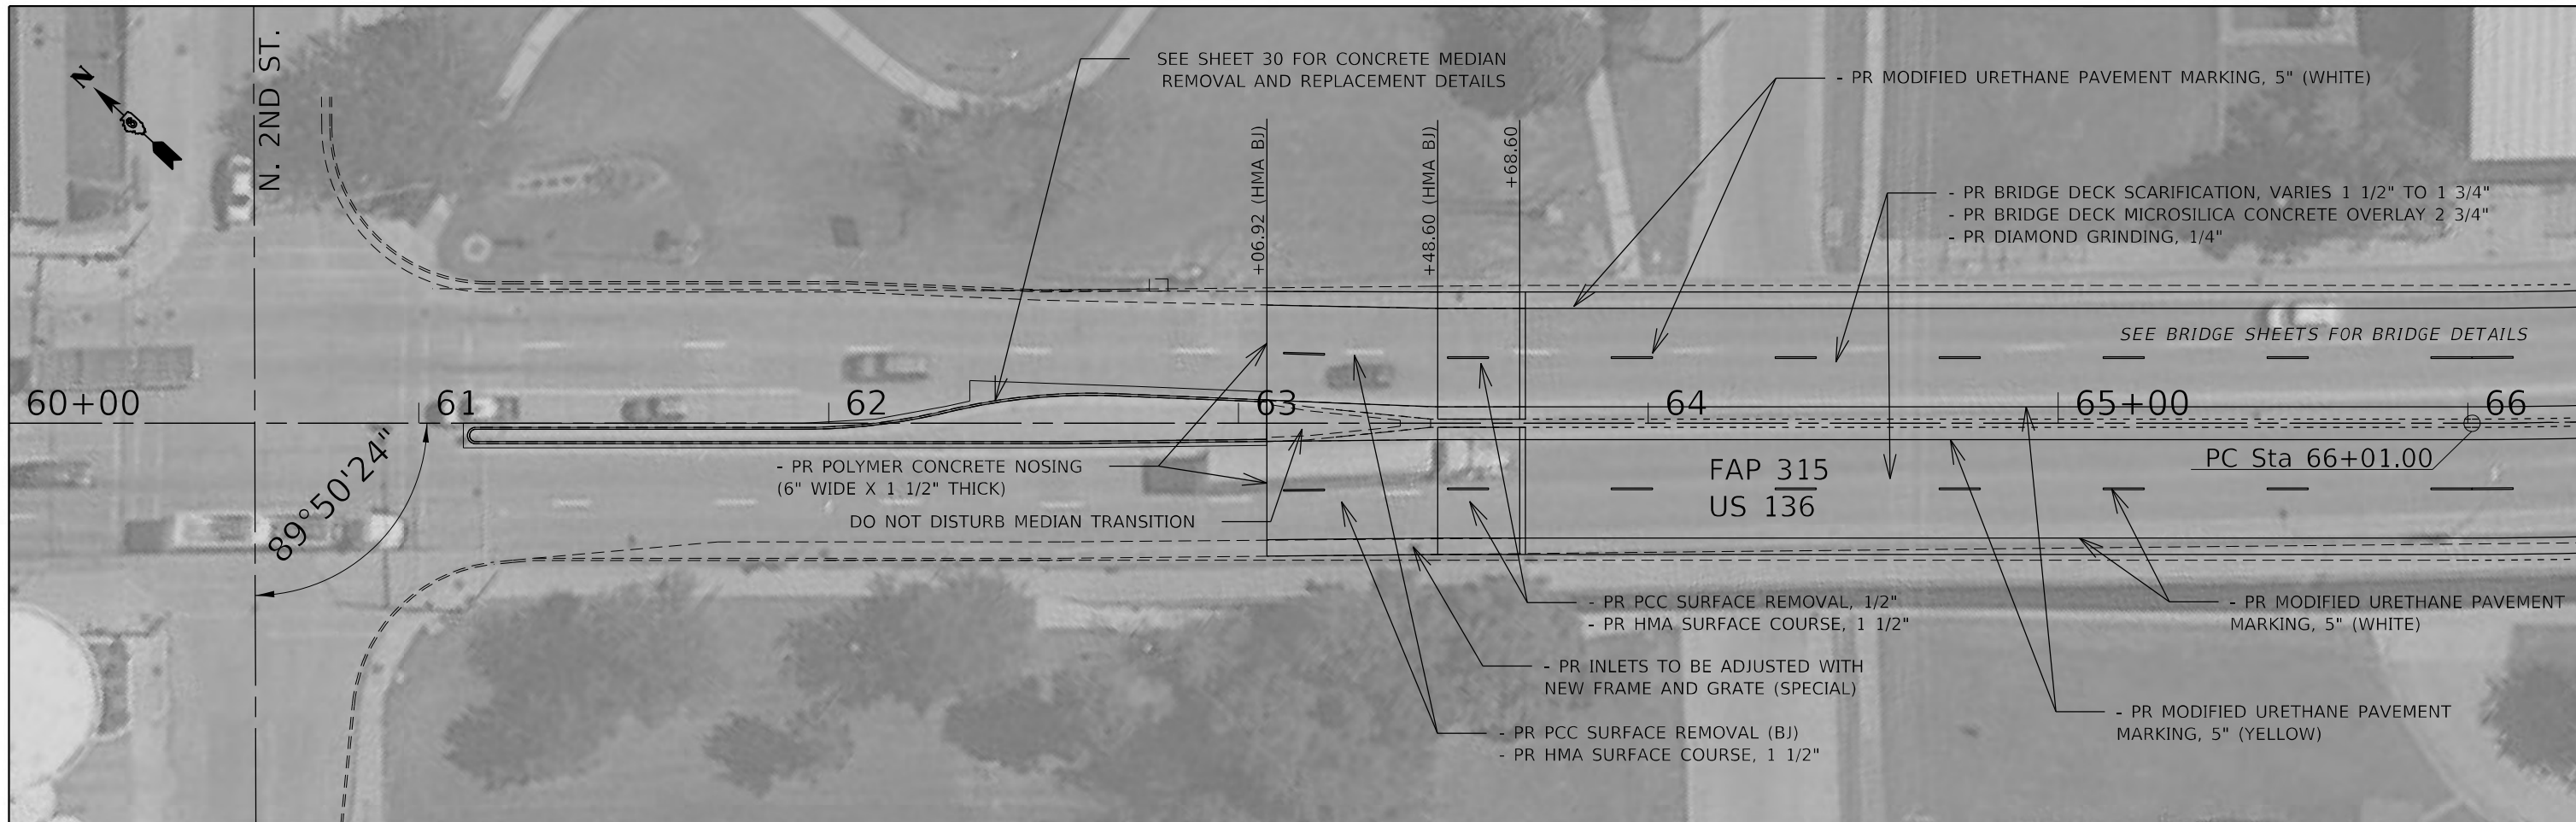 N
N. 2ND ST.
SEE SHEET 30 FOR CONCRETE MEDIAN
REMOVAL AND REPLACEMENT DETAILS
+06.92 (HMA BJ)
+48.60 (HMA BJ)
+68.60
- PR MODIFIED URETHANE PAVEMENT MARKING, 5" (WHITE)
- PR BRIDGE DECK SCARIFICATION, VARIES 1 1/2" TO 1 3/4"
- PR BRIDGE DECK MICROSILICA CONCRETE OVERLAY 2 3/4"
- PR DIAMOND GRINDING, 1/4"
SEE BRIDGE SHEETS FOR BRIDGE DETAILS
60+00
61
62
63
64
65+00
66
89°50'24"
PC Sta 66+01.00
- PR POLYMER CONCRETE NOSING
(6" WIDE X 1 1/2" THICK)
DO NOT DISTURB MEDIAN TRANSITION
FAP 315
US 136
- PR PCC SURFACE REMOVAL, 1/2"
- PR HMA SURFACE COURSE, 1 1/2"
- PR MODIFIED URETHANE PAVEMENT
MARKING, 5" (WHITE)
- PR INLETS TO BE ADJUSTED WITH
NEW FRAME AND GRATE (SPECIAL)
- PR MODIFIED URETHANE PAVEMENT
MARKING, 5" (YELLOW)
- PR PCC SURFACE REMOVAL (BJ)
- PR HMA SURFACE COURSE, 1 1/2"